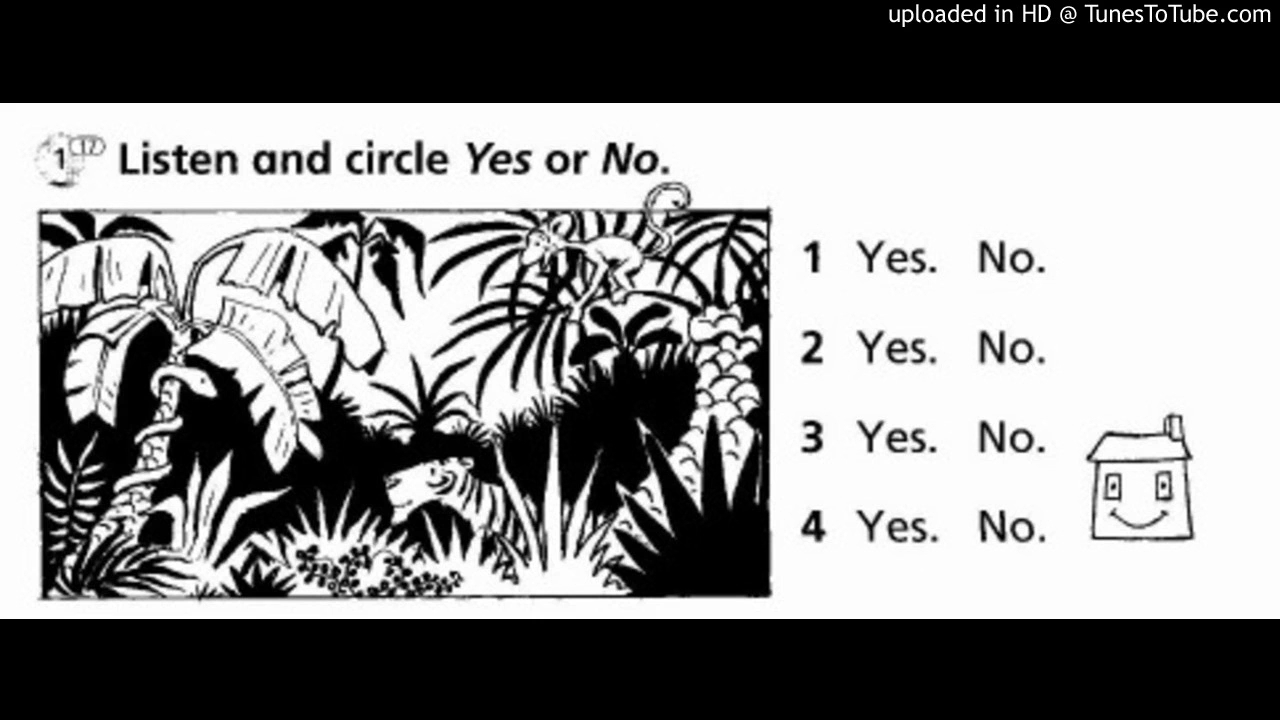 uploaded in HD @ TunesToTube.com
1 17 Listen and circle Yes or No.
1 Yes. No.
2 Yes. No.
3 Yes. No.
4 Yes. No.